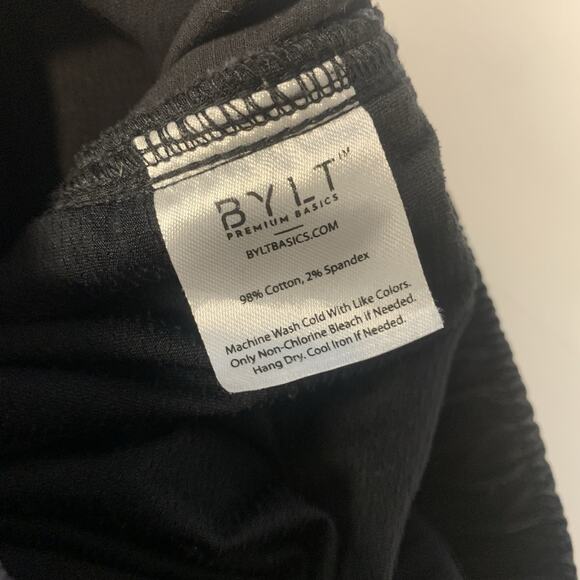 BYLT™
PREMIUM BASICS
BYLTBASICS.COM
98% Cotton, 2% Spandex
Machine Wash Cold With Like Colors.
Only Non-Chlorine Bleach if Needed.
Hang Dry. Cool Iron If Needed.